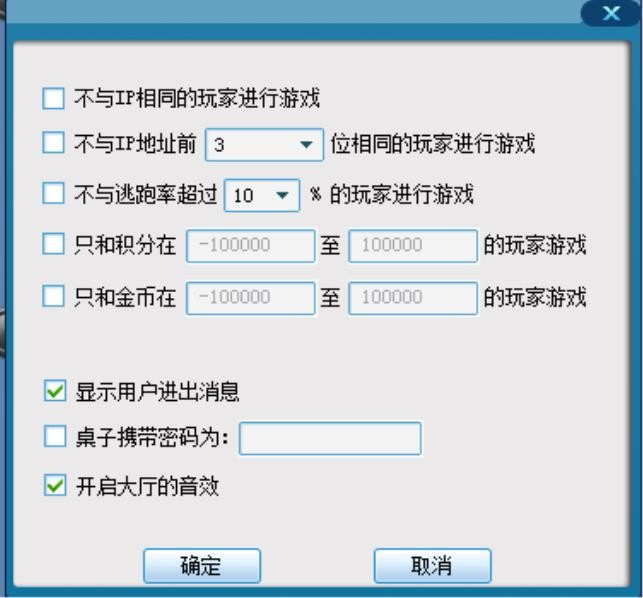 不与IP相同的玩家进行游戏
不与IP地址前 3 位相同的玩家进行游戏
不与逃跑率超过 10 % 的玩家进行游戏
只和积分在 -100000 至 100000 的玩家游戏
只和金币在 -100000 至 100000 的玩家游戏
显示用户进出消息
桌子携带密码为:
开启大厅的音效
确定 取消